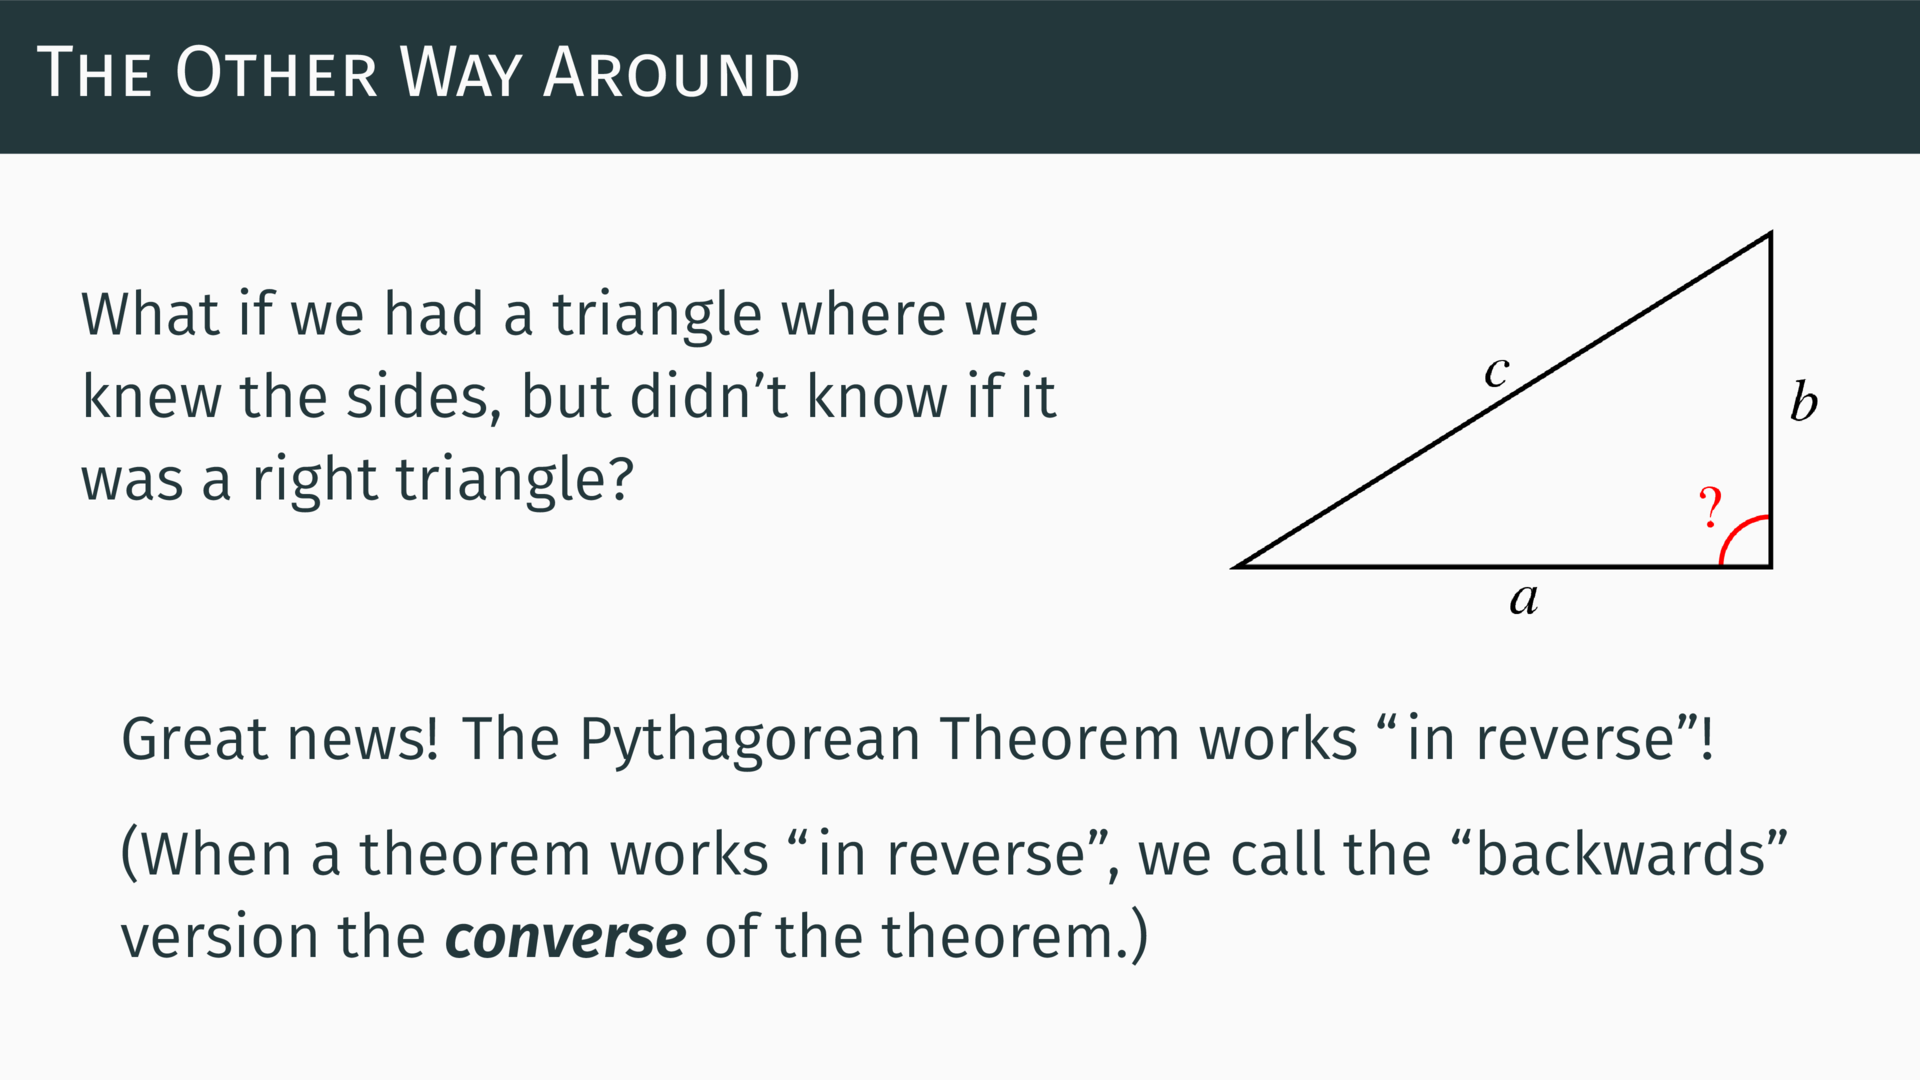 The Other Way Around
What if we had a triangle where we
knew the sides, but didn’t know if it
was a right triangle?
c
b
?
a
Great news! The Pythagorean Theorem works “in reverse”!
(When a theorem works “in reverse”, we call the “backwards”
version the converse of the theorem.)